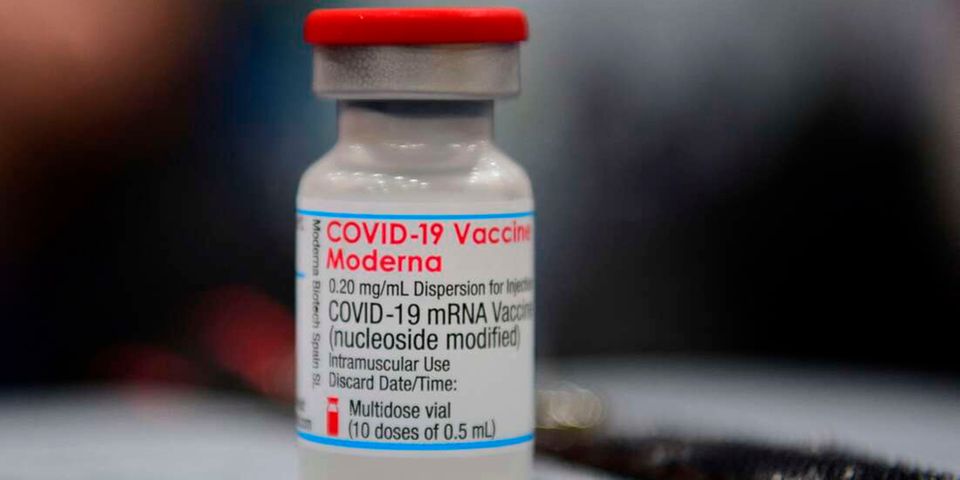 COVID-19 Vaccine
Moderna
0.20 mg/mL Dispersion for
COVID-19 mRNA Vaccine
(nucleoside modified)
Intramuscular Use
Discard Date/Time:
Multidose vial
(10 doses of 0.5 mL)
Moderna Biotech Spain SL